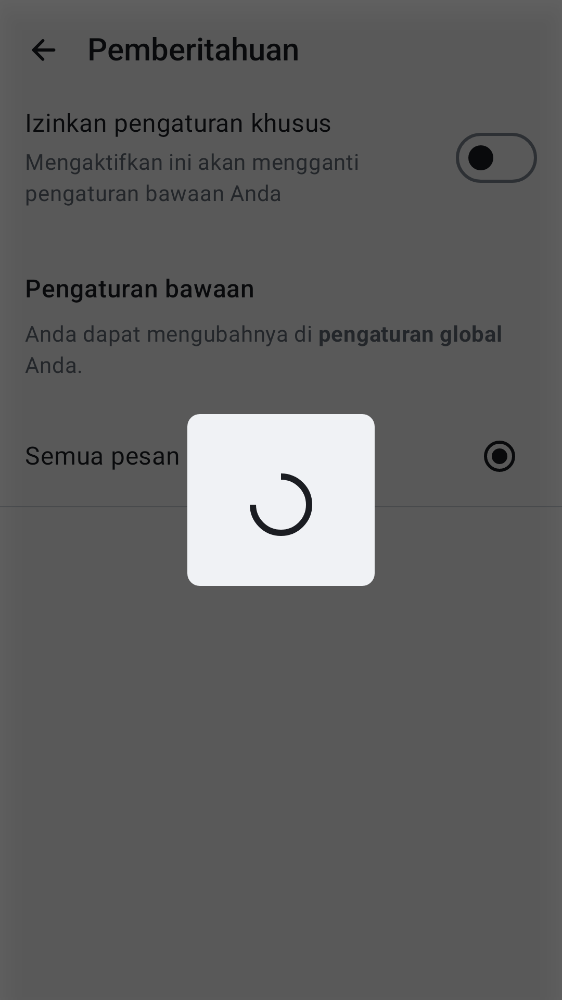 Pemberitahuan
Izinkan pengaturan khusus
Mengaktifkan ini akan mengganti
pengaturan bawaan Anda
Pengaturan bawaan
Anda dapat mengubahnya di pengaturan global
Anda.
Semua pesan